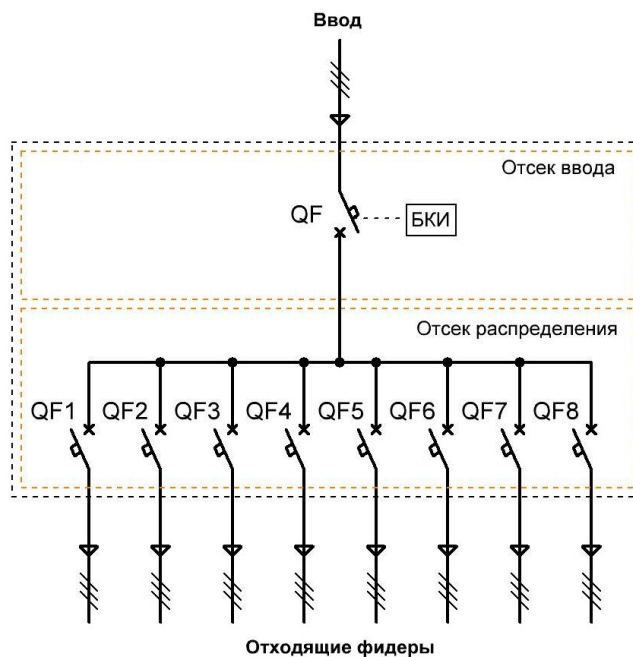 Ввод
Отсек ввода
QF
БКИ
Отсек распределения
QF1 QF2 QF3 QF4 QF5 QF6 QF7 QF8
Отходящие фидеры